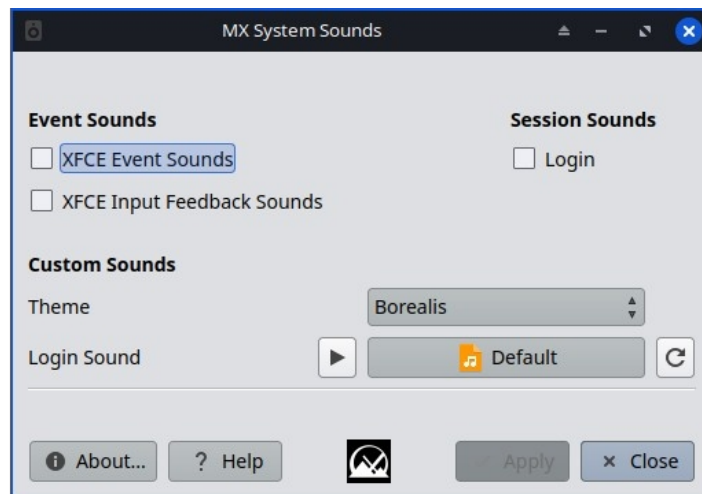 MX System Sounds
Event Sounds
Session Sounds
XFCE Event Sounds
Login
XFCE Input Feedback Sounds
Custom Sounds
Theme
Borealis
Login Sound
Default
About...
? Help
Apply
Close